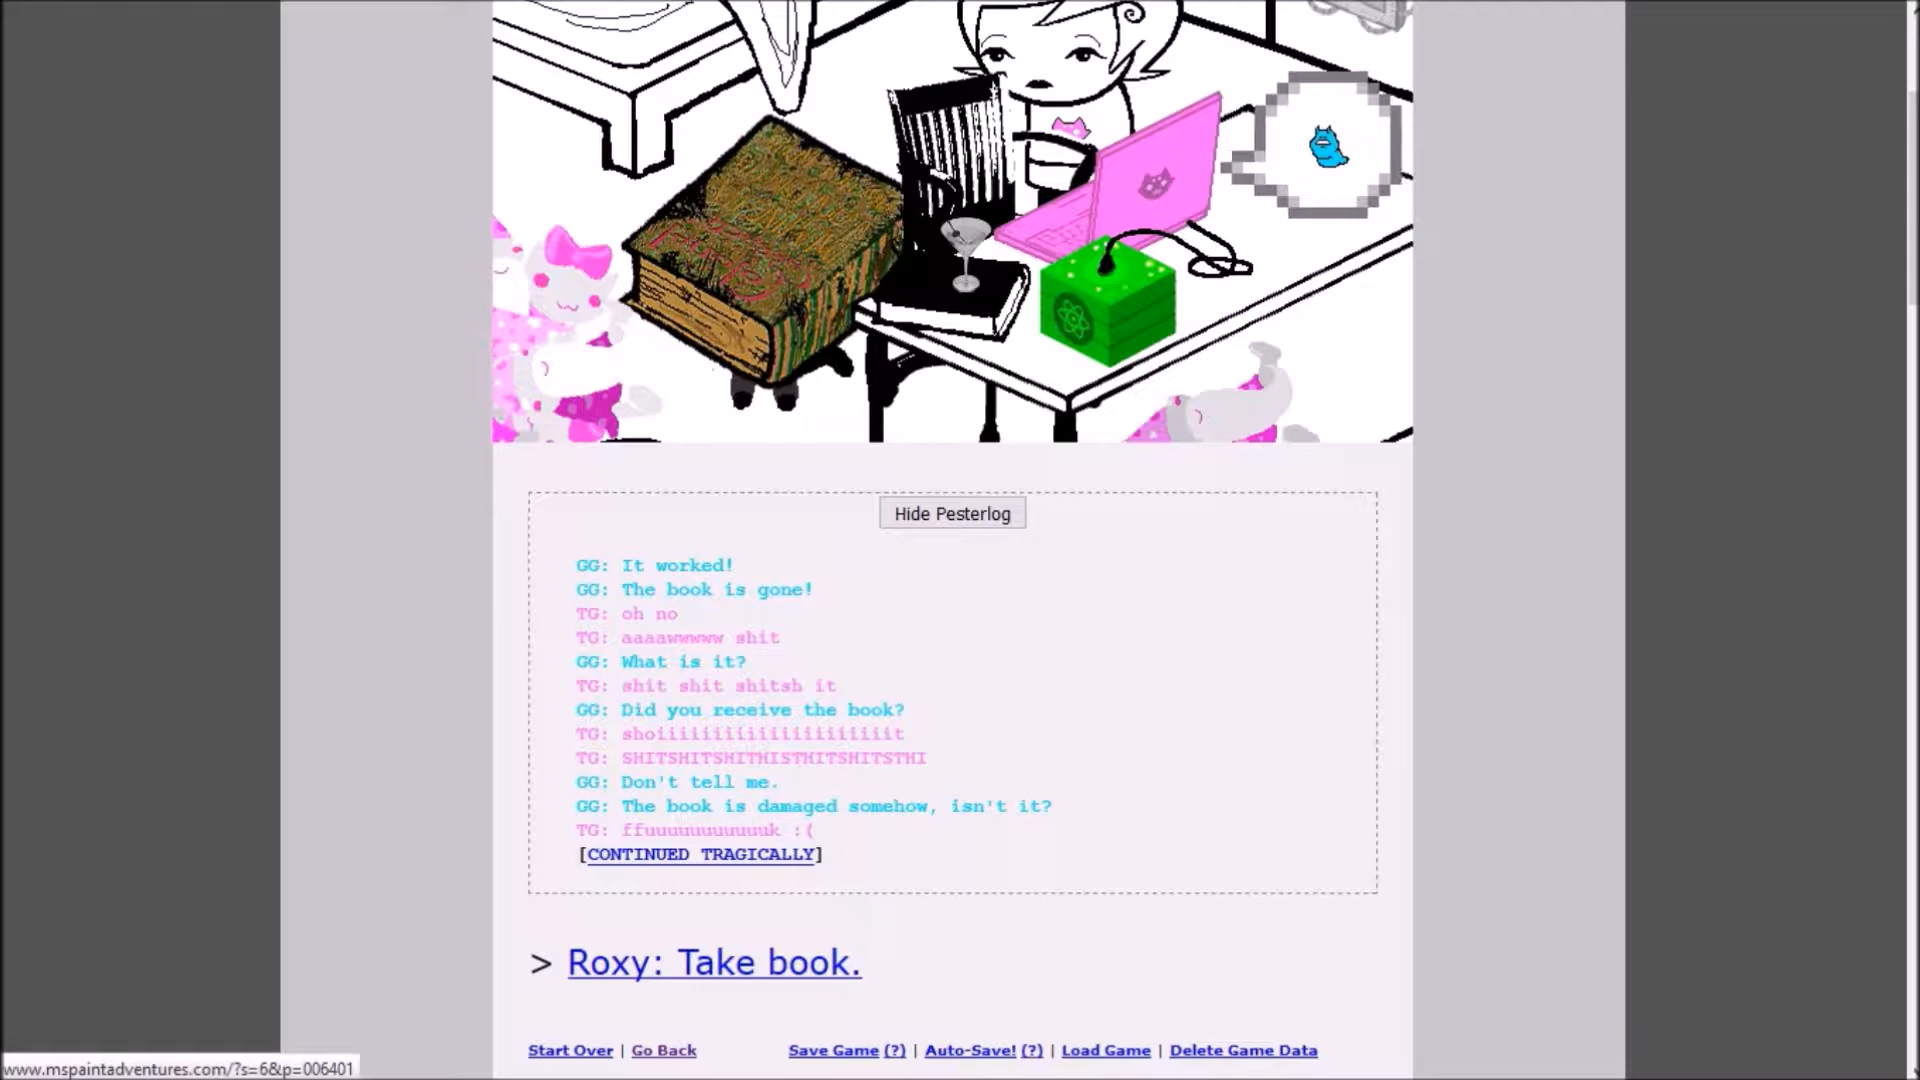 Hide Pesterlog
GG: It worked!
GG: The book is gone!
TG: oh no
TG: aaaawwwww shit
GG: What is it?
TG: shit shit shitsh it
GG: Did you receive the book?
TG: shoiiiiiiiiiiiiiiiiiiiiiit
TG: SHITSHITSHITHISTHITSHITSTHI
GG: Don't tell me.
GG: The book is damaged somehow, isn't it?
TG: ffuuuuuuuuuuuk :(
[CONTINUED TRAGICALLY]
> Roxy: Take book.
Start Over | Go Back Save Game (?) | Auto-Save! (?) | Load Game | Delete Game Data
www.mspaintadventures.com/?s=6&p=006401